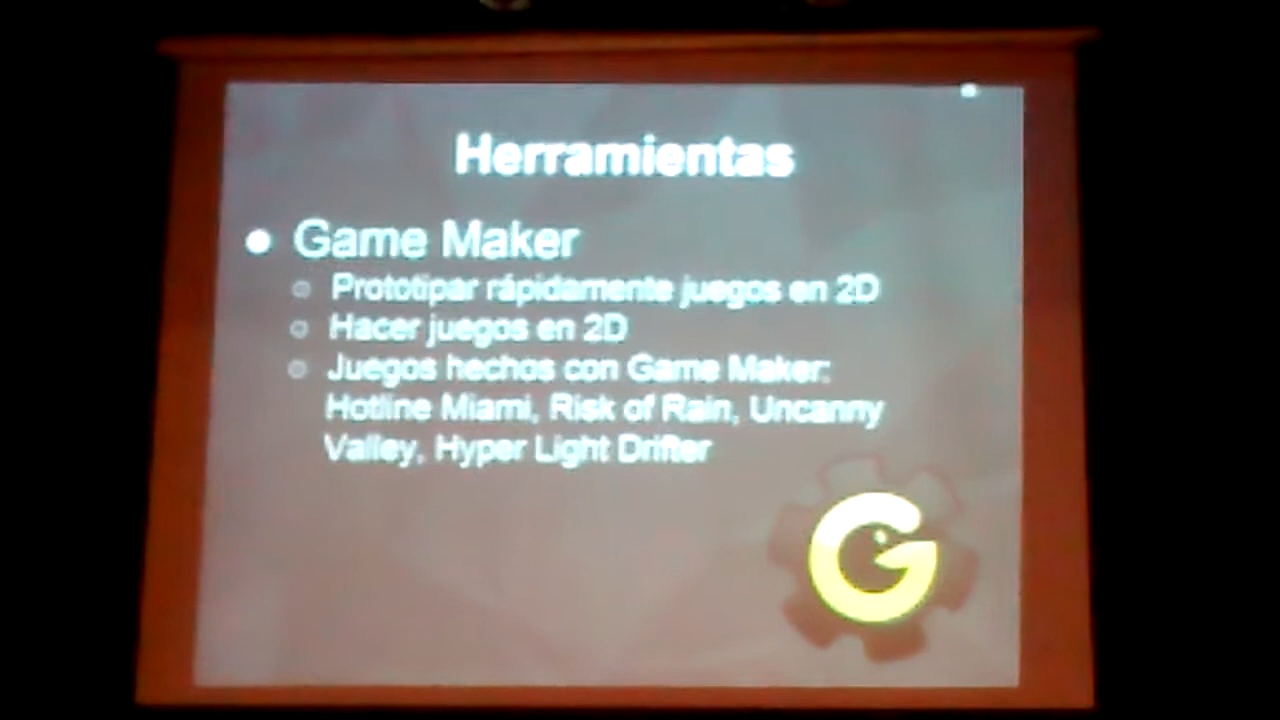 Herramientas
Game Maker
Prototipar rápidamente juegos en 2D
Hacer juegos en 2D
Juegos hechos con Game Maker:
Hotline Miami, Risk of Rain, Uncanny
Valley, Hyper Light Drifter